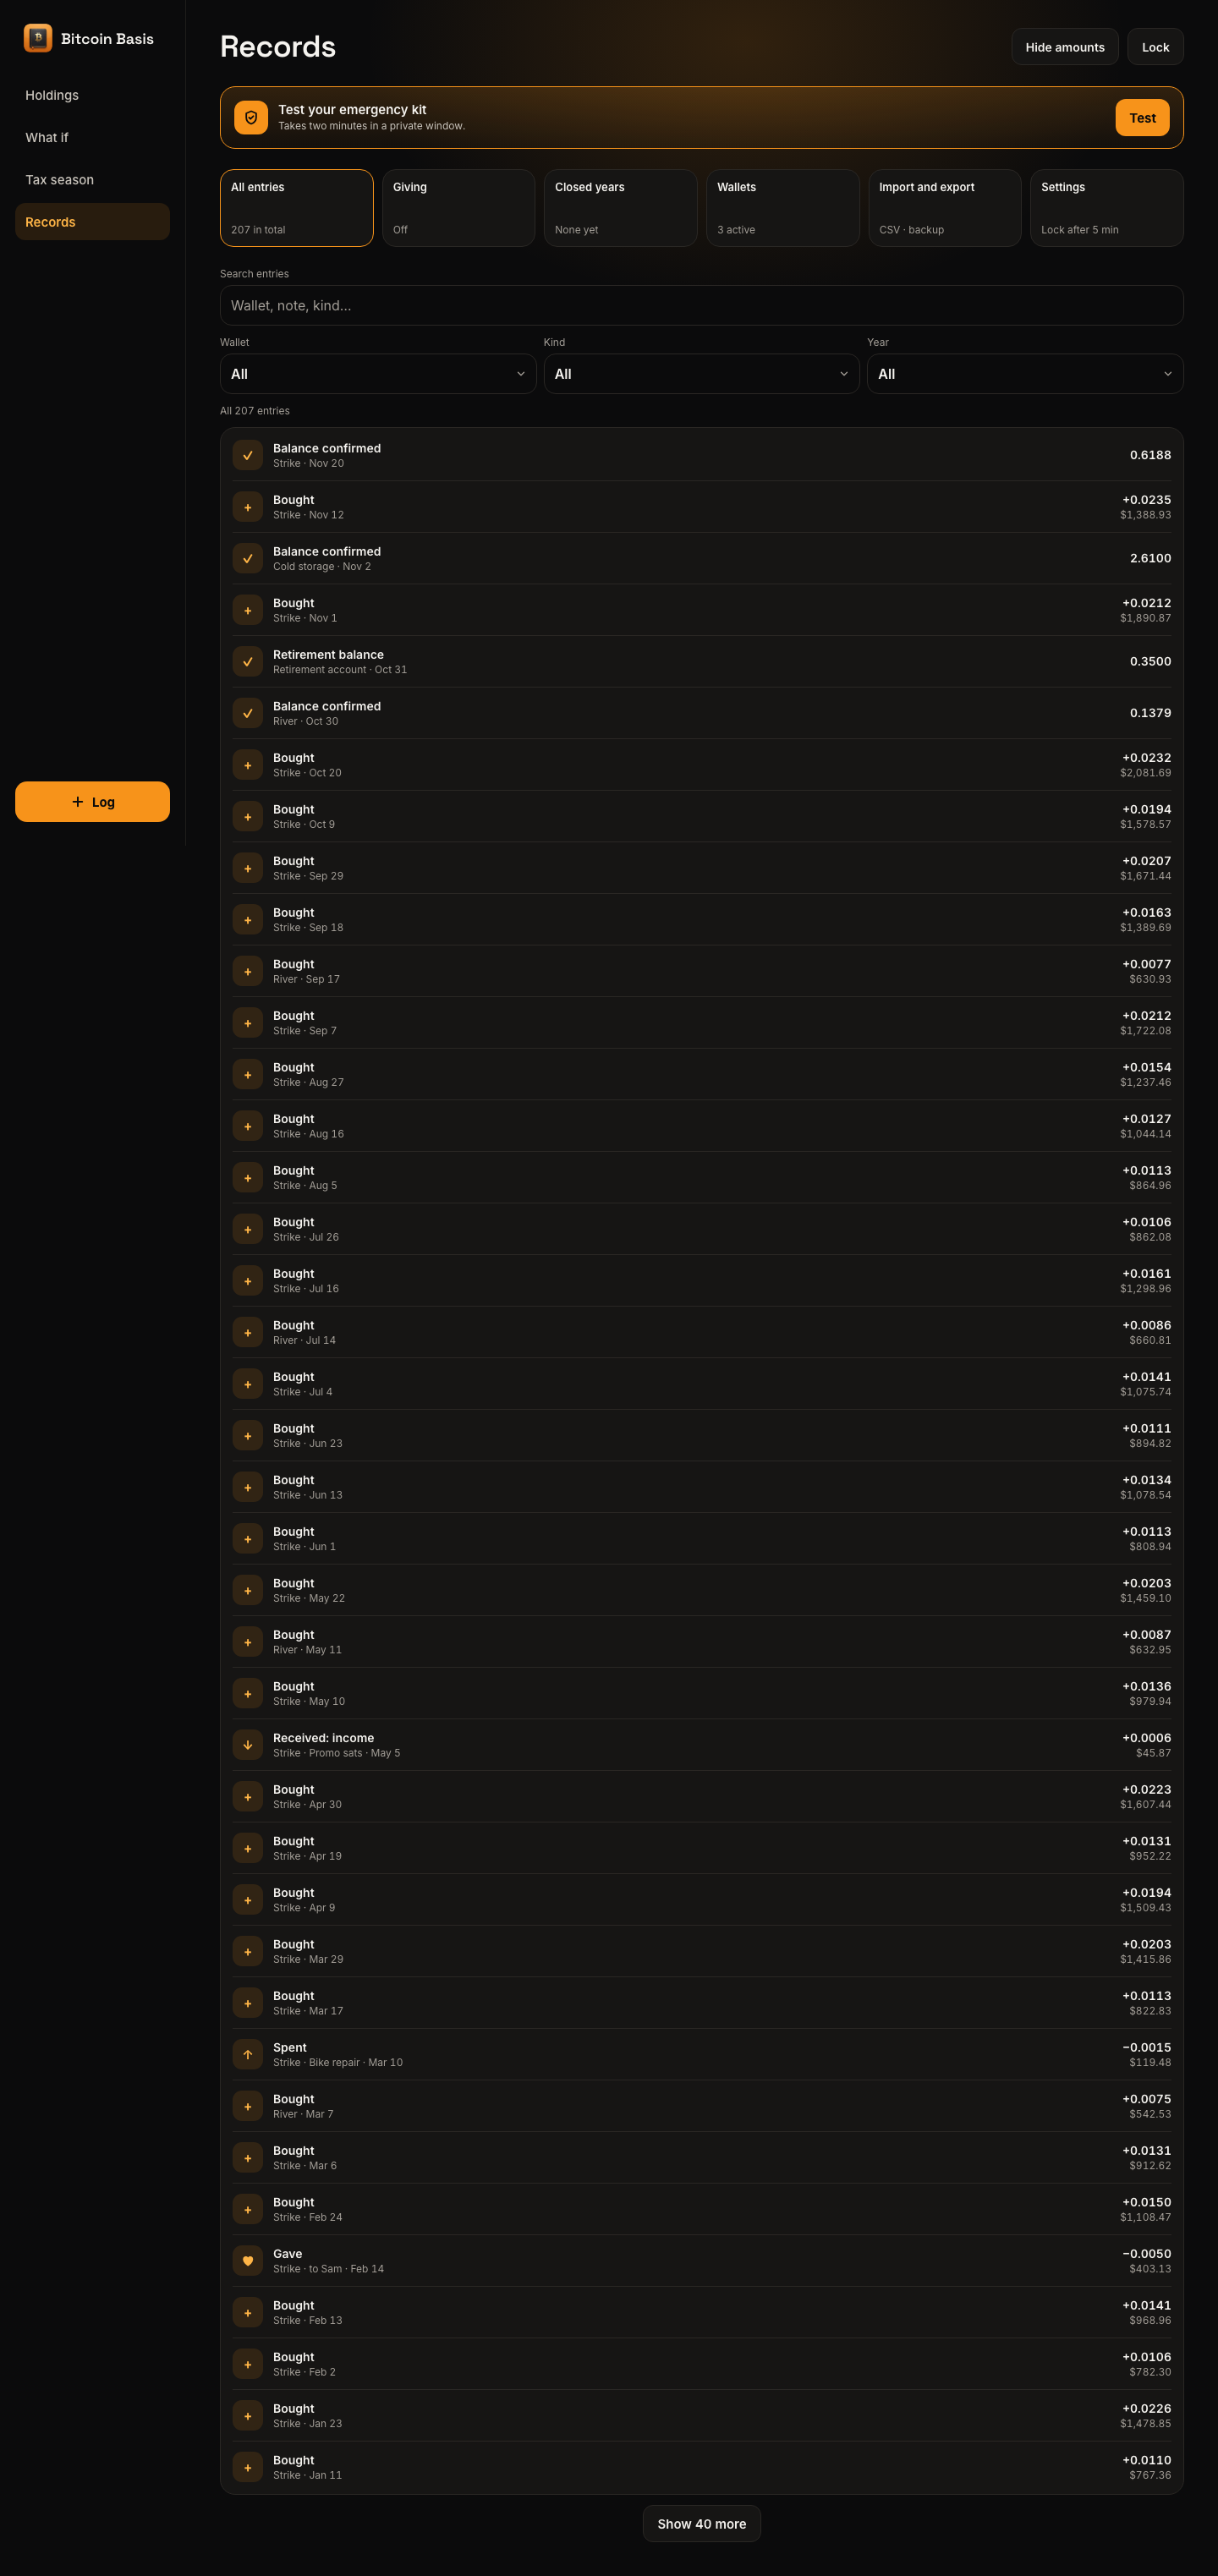 Bitcoin Basis
Holdings
What if
Tax season
Records
+ Log
Records
Hide amounts
Lock
Test your emergency kit
Takes two minutes in a private window.
Test
All entries
207 in total
Giving
Off
Closed years
None yet
Wallets
3 active
Import and export
CSV · backup
Settings
Lock after 5 min
Search entries
Wallet, note, kind...
Wallet
Kind
Year
All
All
All
All 207 entries
Balance confirmed
0.6188
Strike · Nov 20
Bought
+0.0235
Strike · Nov 12
$1,388.93
Balance confirmed
2.6100
Cold storage · Nov 2
Bought
+0.0212
Strike · Nov 1
$1,890.87
Retirement balance
0.3500
Retirement account · Oct 31
Balance confirmed
0.1379
River · Oct 30
Bought
+0.0232
Strike · Oct 20
$2,081.69
Bought
+0.0194
Strike · Oct 9
$1,578.57
Bought
+0.0207
Strike · Sep 29
$1,671.44
Bought
+0.0163
Strike · Sep 18
$1,389.69
Bought
+0.0077
River · Sep 17
$630.93
Bought
+0.0212
Strike · Sep 7
$1,722.08
Bought
+0.0154
Strike · Aug 27
$1,237.46
Bought
+0.0127
Strike · Aug 16
$1,044.14
Bought
+0.0113
Strike · Aug 5
$864.96
Bought
+0.0106
Strike · Jul 26
$862.08
Bought
+0.0161
Strike · Jul 16
$1,298.96
Bought
+0.0086
River · Jul 14
$660.81
Bought
+0.0141
Strike · Jul 4
$1,075.74
Bought
+0.0111
Strike · Jun 23
$894.82
Bought
+0.0134
Strike · Jun 13
$1,078.54
Bought
+0.0113
Strike · Jun 1
$808.94
Bought
+0.0203
Strike · May 22
$1,459.10
Bought
+0.0087
River · May 11
$632.95
Bought
+0.0136
Strike · May 10
$979.94
Received: income
+0.0006
Strike · Promo sats · May 5
$45.87
Bought
+0.0223
Strike · Apr 30
$1,607.44
Bought
+0.0131
Strike · Apr 19
$952.22
Bought
+0.0194
Strike · Apr 9
$1,509.43
Bought
+0.0203
Strike · Mar 29
$1,415.86
Bought
+0.0113
Strike · Mar 17
$822.83
Spent
−0.0015
Strike · Bike repair · Mar 10
$119.48
Bought
+0.0075
River · Mar 7
$542.53
Bought
+0.0131
Strike · Mar 6
$912.62
Bought
+0.0150
Strike · Feb 24
$1,108.47
Gave
−0.0050
Strike · to Sam · Feb 14
$403.13
Bought
+0.0141
Strike · Feb 13
$968.96
Bought
+0.0106
Strike · Feb 2
$782.30
Bought
+0.0226
Strike · Jan 23
$1,478.85
Bought
+0.0110
Strike · Jan 11
$767.36
Show 40 more